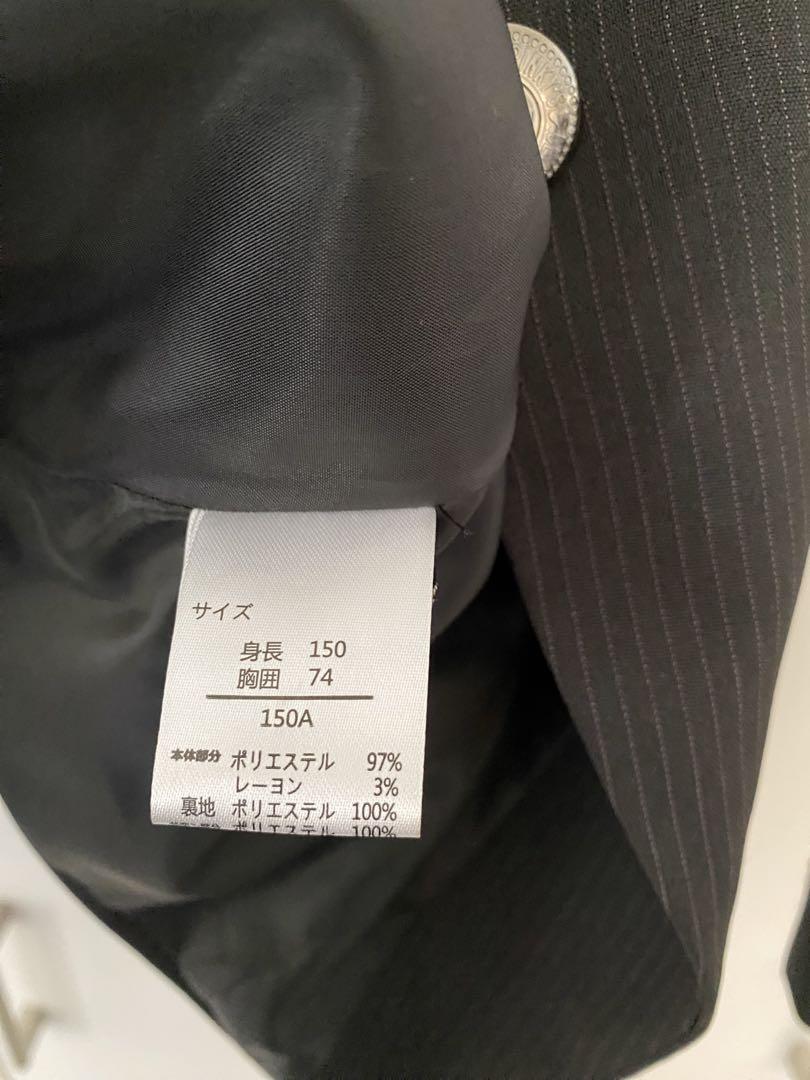 サイズ
身長 150
胸囲 74
150A
本体部分 ポリエステル 97%
レーヨン 3%
裏地 ポリエステル 100%
ポリエステル 100%